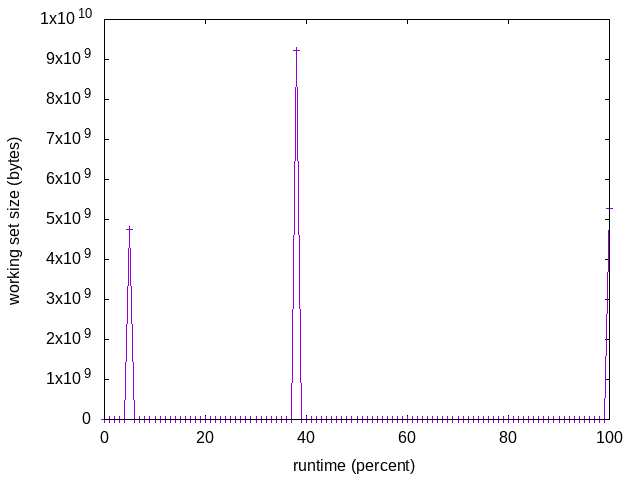 1x10^10
9x10^9
8x10^9
7x10^9
6x10^9
5x10^9
4x10^9
3x10^9
2x10^9
1x10^9
0
working set size (bytes)
0 20 40 60 80 100
runtime (percent)